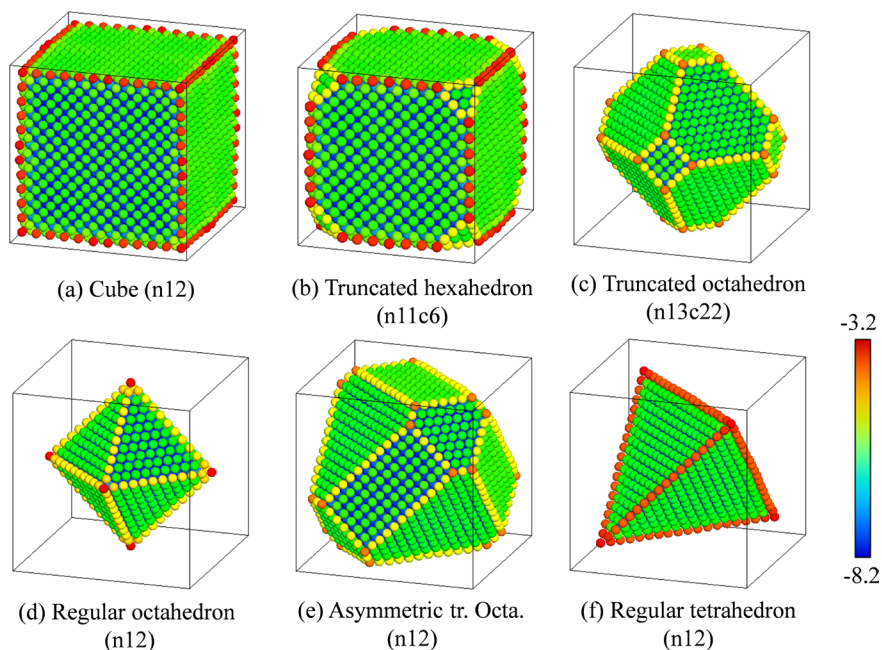 (a) Cube (n12)
(b) Truncated hexahedron
(n11c6)
(c) Truncated octahedron
(n13c22)
-3.2
-8.2
(d) Regular octahedron
(n12)
(e) Asymmetric tr. Octa.
(n12)
(f) Regular tetrahedron
(n12)